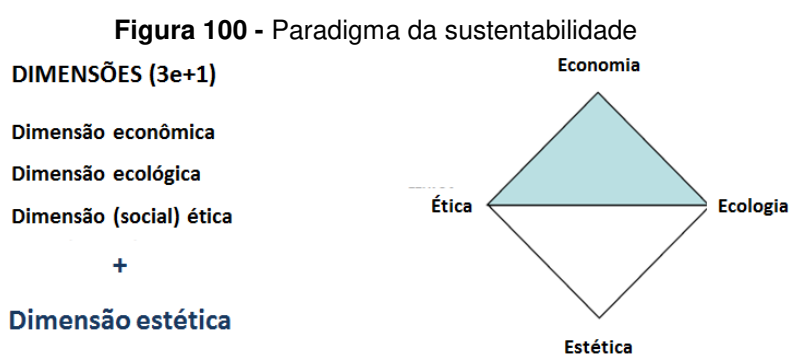 Figura 100 - Paradigma da sustentabilidade
DIMENSÕES (3e+1)
Dimensão econômica
Dimensão ecológica
Dimensão (social) ética
+
Dimensão estética
Economia
Ética
Ecologia
Estética